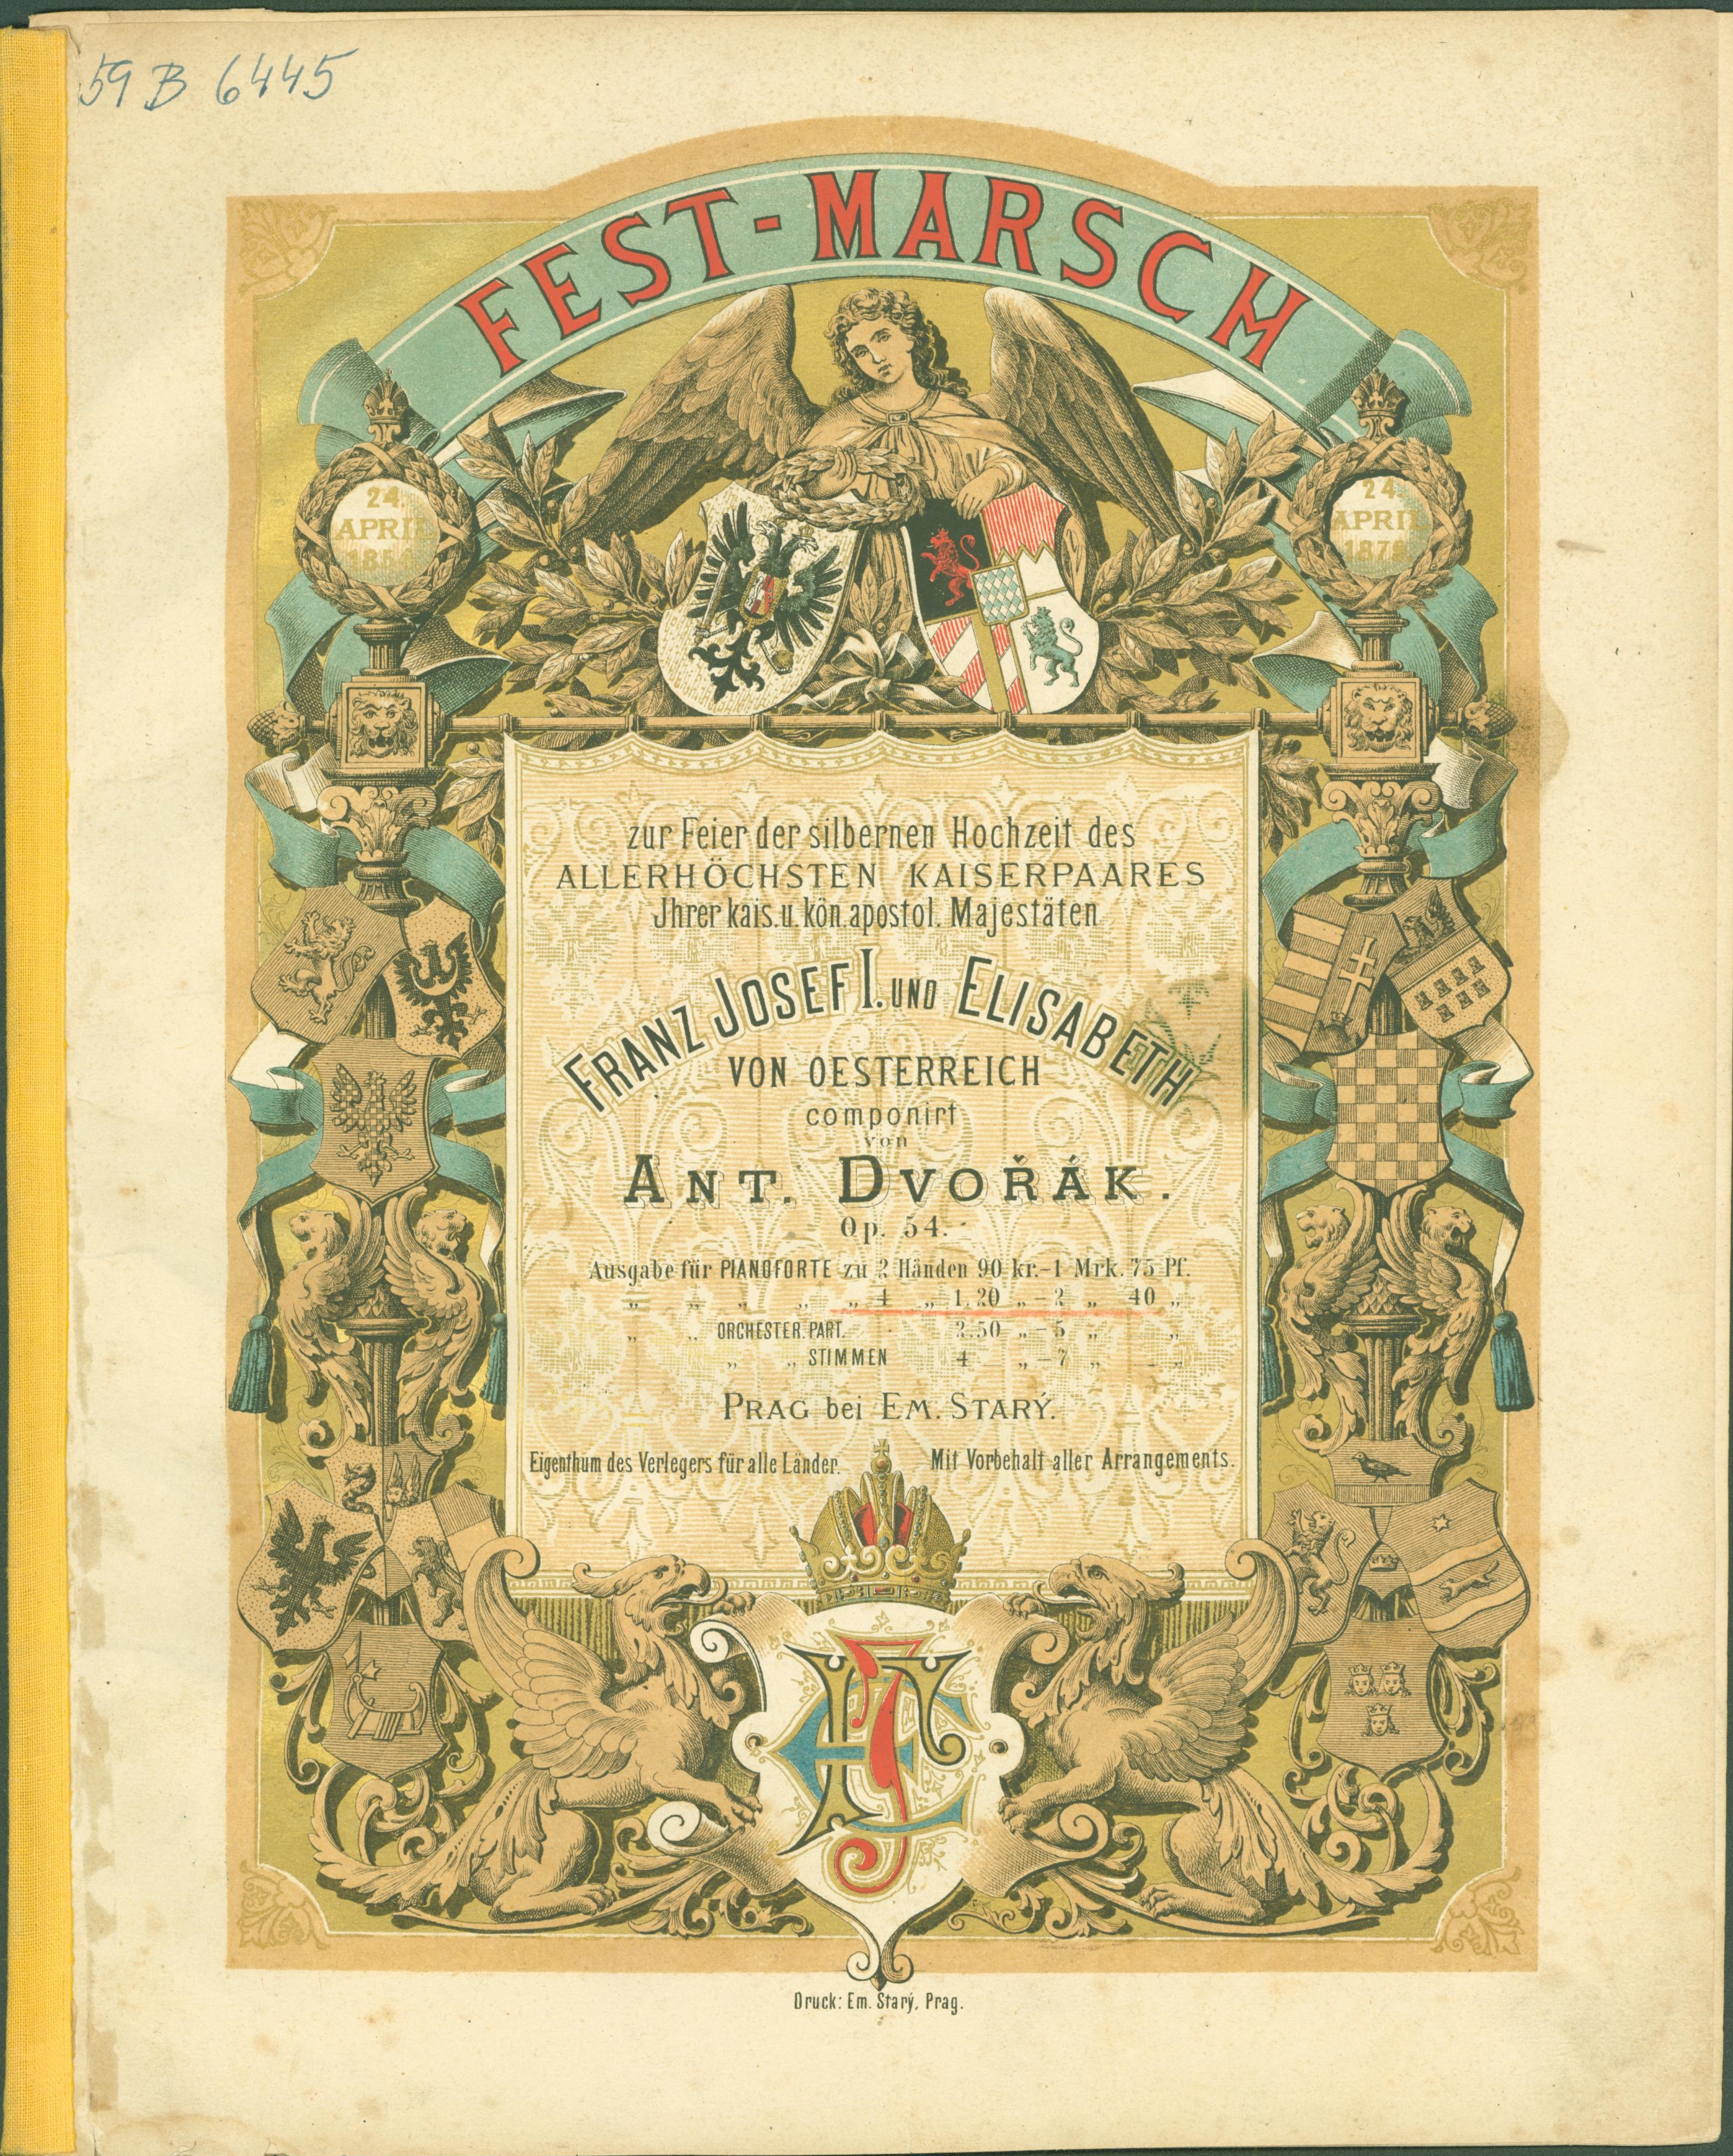 59 B 6445
FEST-MARSCH
24.
APRIL
1854
24
APRIL
1879
zur Feier der silbernen Hochzeit des
ALLERHÖCHSTEN KAISERPAARES
Jhrer kais. u. kön. apostol. Majestäten
FRANZ JOSEF I. UND ELISABETH
VON OESTERREICH
componirt
von
ANT. DVOŘÁK.
Op. 54.
Ausgabe für PIANOFORTE zu 2 Händen 90 kr.-1 Mrk. 75 Pf.
„ „ „ „ „ 4 „ 1.20 „ - 2 „ 40 „
„ „ ORCHESTER.PART. 2.50 „ - 5 „ „
„ „ STIMMEN 4 „ - 7 „ - „
PRAG bei EM. STARÝ.
Eigenthum des Verlegers für alle Länder. Mit Vorbehalt aller Arrangements.
FJ E
Druck: Em. Starý, Prag.